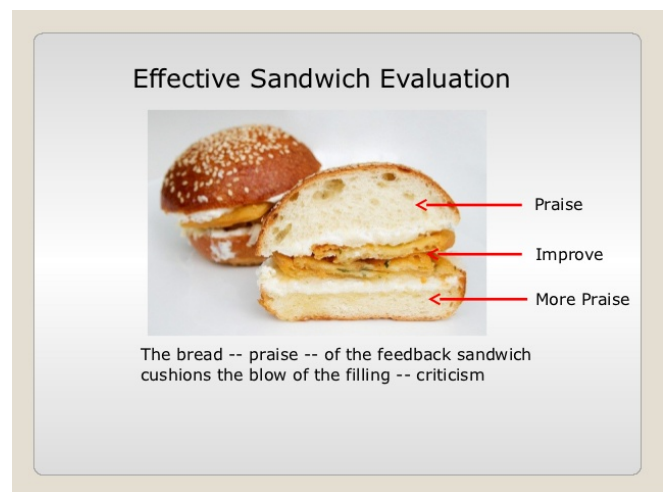 Effective Sandwich Evaluation
Praise
Improve
More Praise
The bread -- praise -- of the feedback sandwich
cushions the blow of the filling -- criticism